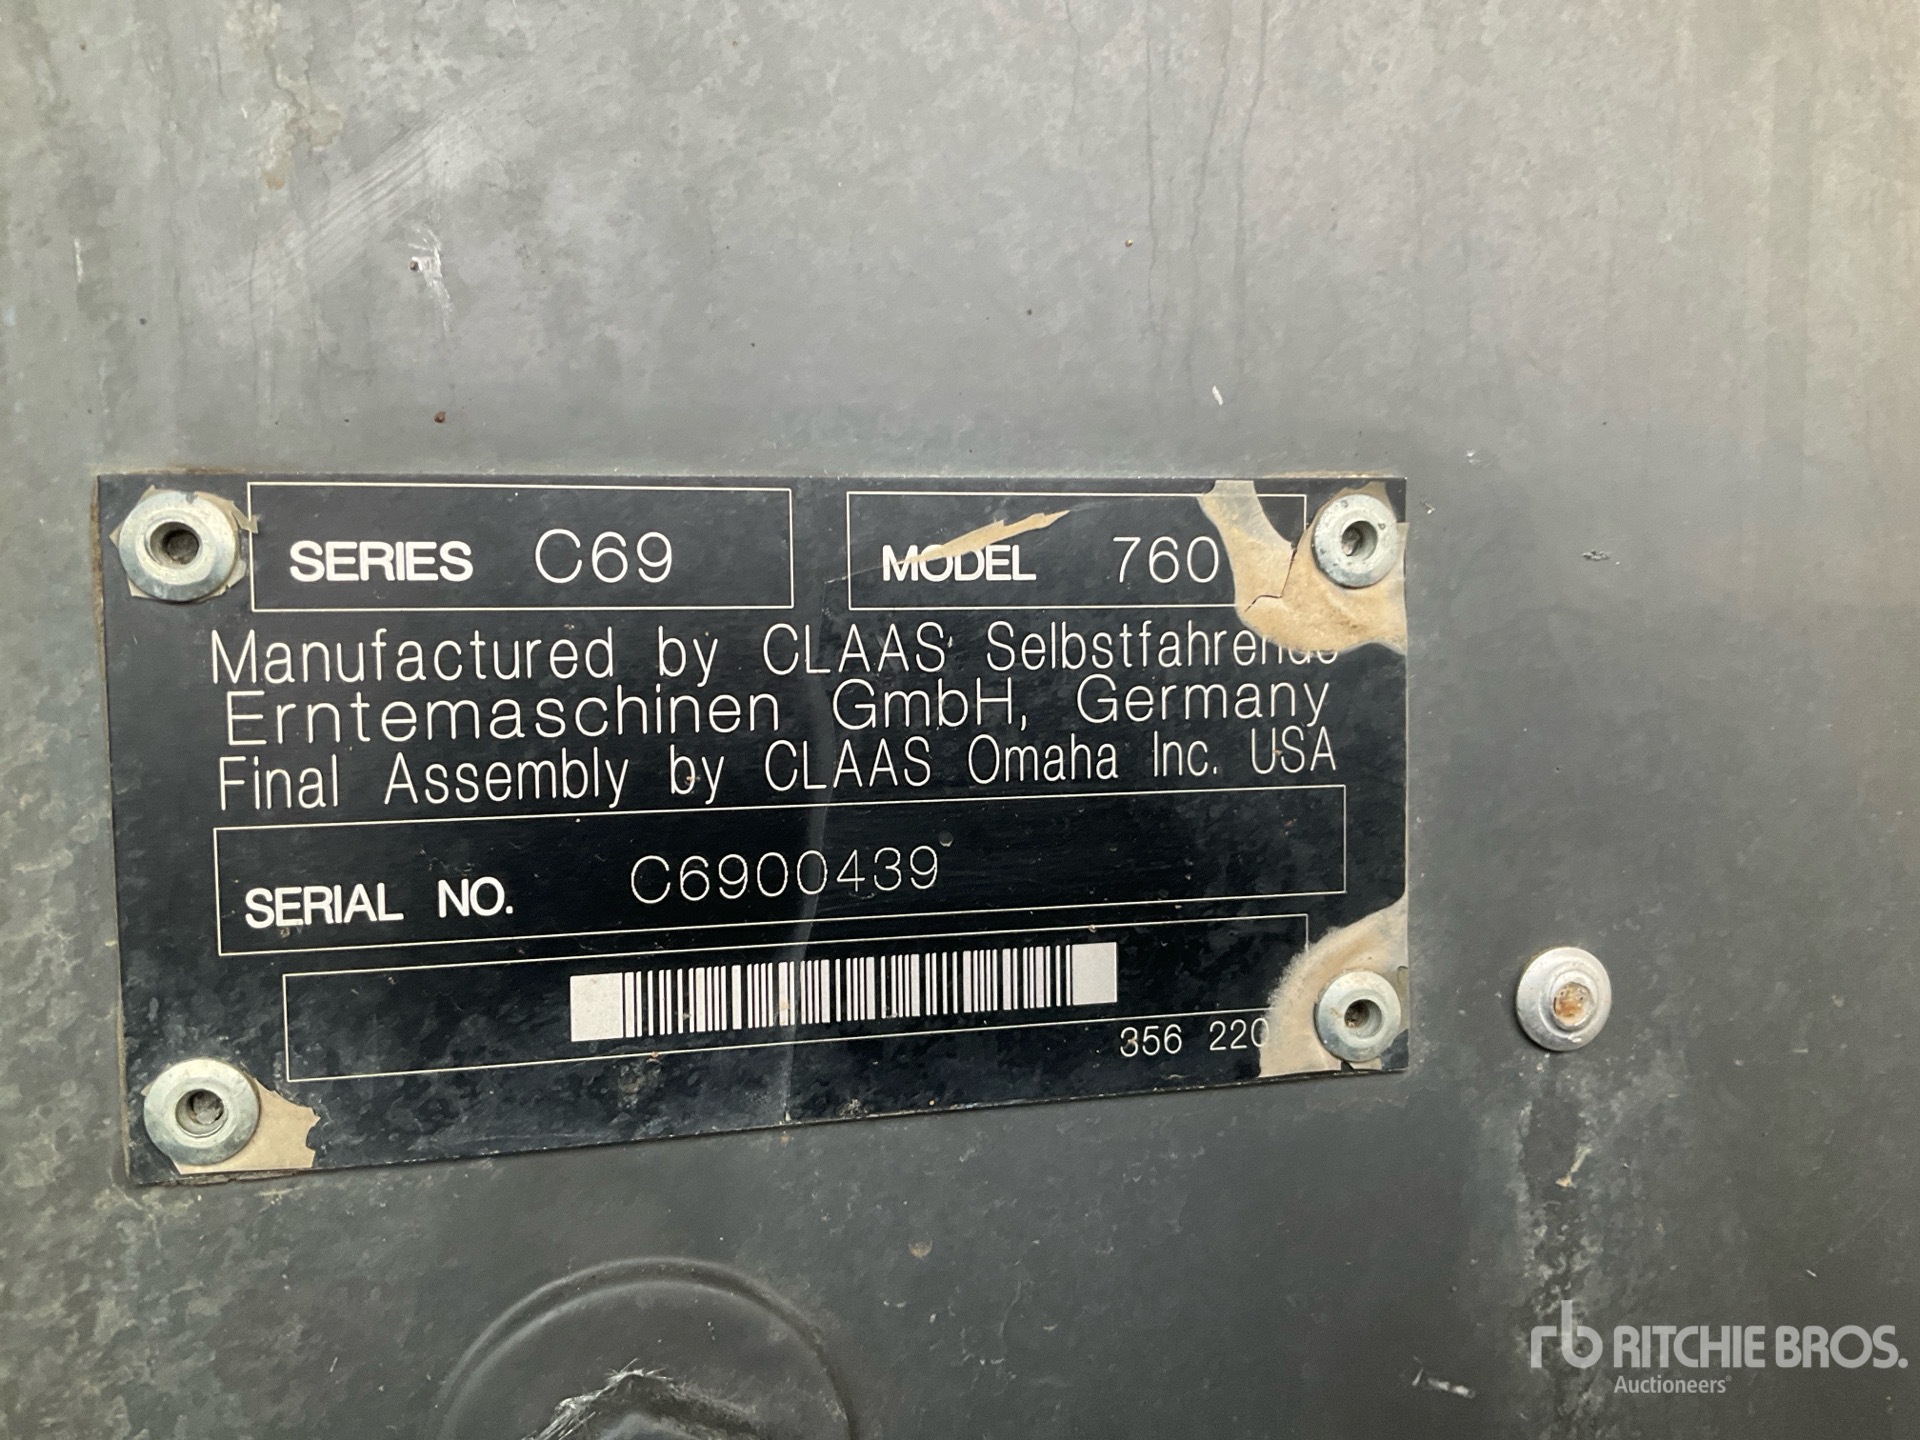 SERIES C69 MODEL 760
Manufactured by CLAAS Selbstfahrende
Erntemaschinen GmbH, Germany
Final Assembly by CLAAS Omaha Inc. USA
SERIAL NO. C6900439
356 220
rb RITCHIE BROS.
Auctioneers